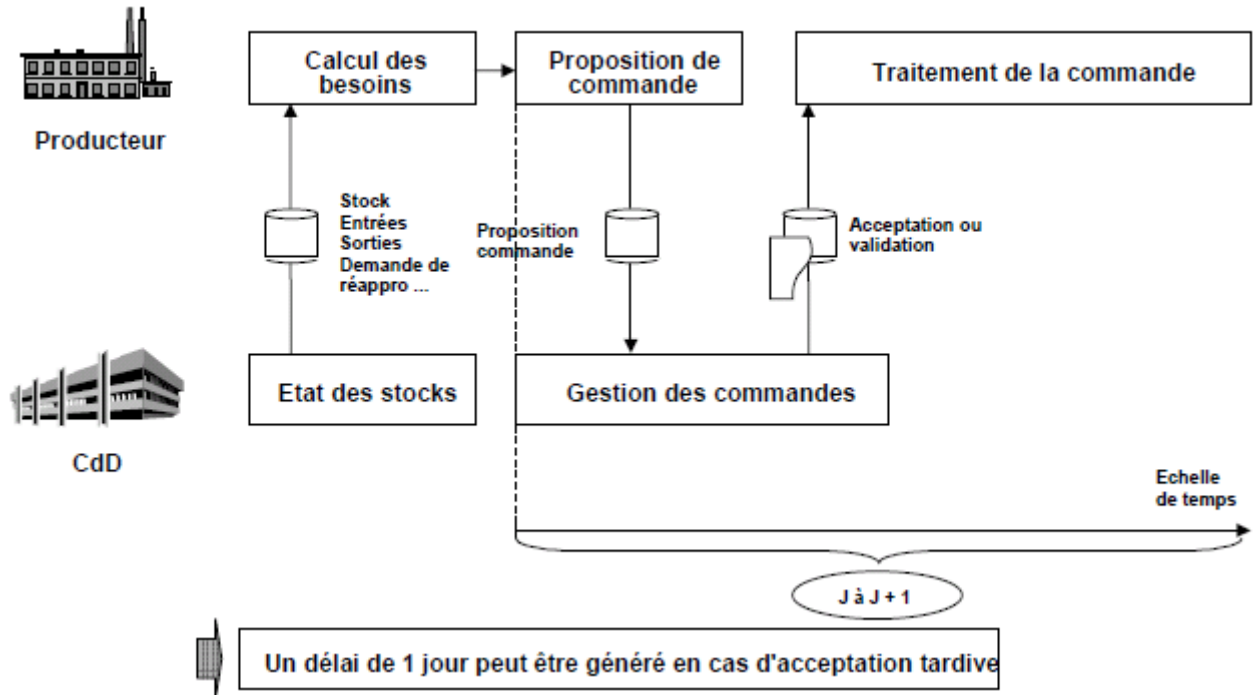 Calcul des
besoins
Proposition de
commande
Traitement de la commande
Producteur
Stock
Entrées
Sorties
Demande de
réappro ...
Proposition
commande
Acceptation ou
validation
Etat des stocks
Gestion des commandes
CdD
Echelle
de temps
J à J + 1
Un délai de 1 jour peut être généré en cas d'acceptation tardive